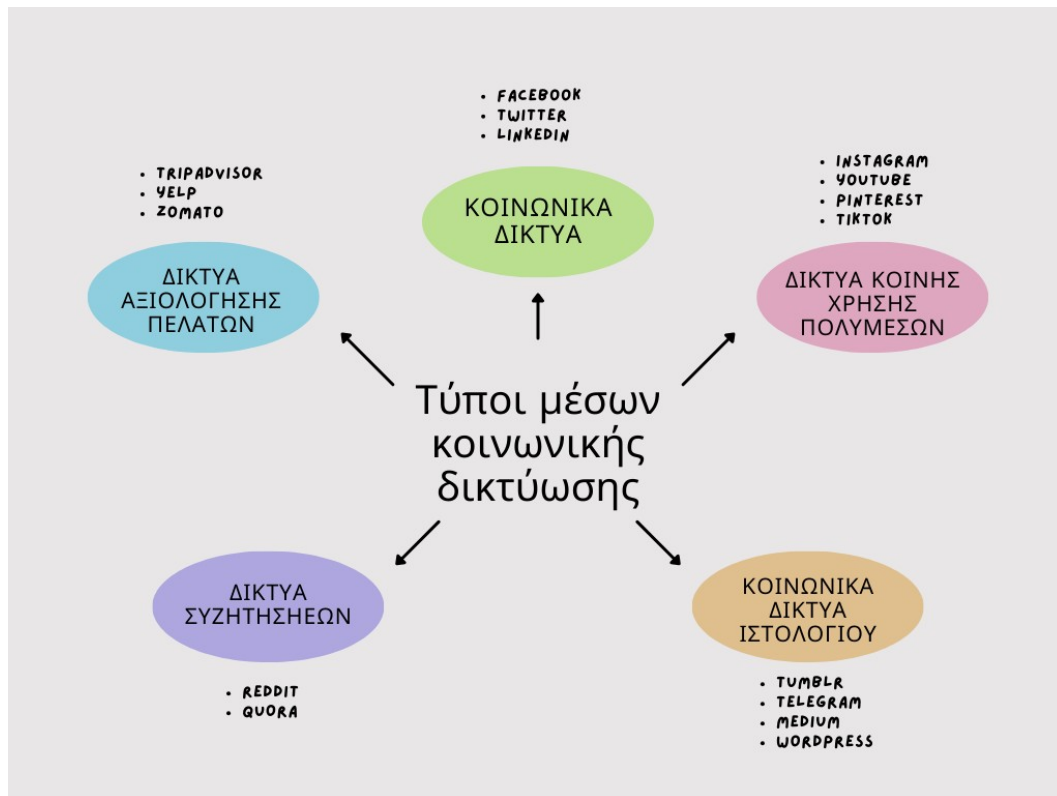 • FACEBOOK
• TWITTER
• LINKEDIN
ΚΟΙΝΩΝΙΚΑ
ΔΙΚΤΥΑ
• TRIPADVISOR
• YELP
• ZOMATO
ΔΙΚΤΥΑ
ΑΞΙΟΛΟΓΗΣΗΣ
ΠΕΛΑΤΩΝ
• INSTAGRAM
• YOUTUBE
• PINTEREST
• TIKTOK
ΔΙΚΤΥΑ ΚΟΙΝΗΣ
ΧΡΗΣΗΣ
ΠΟΛΥΜΕΣΩΝ
Τύποι μέσων
κοινωνικής
δικτύωσης
ΔΙΚΤΥΑ
ΣΥΖΗΤΗΣΗΕΩΝ
• REDDIT
• QUORA
ΚΟΙΝΩΝΙΚΑ
ΔΙΚΤΥΑ
ΙΣΤΟΛΟΓΙΟΥ
• TUMBLR
• TELEGRAM
• MEDIUM
• WORDPRESS